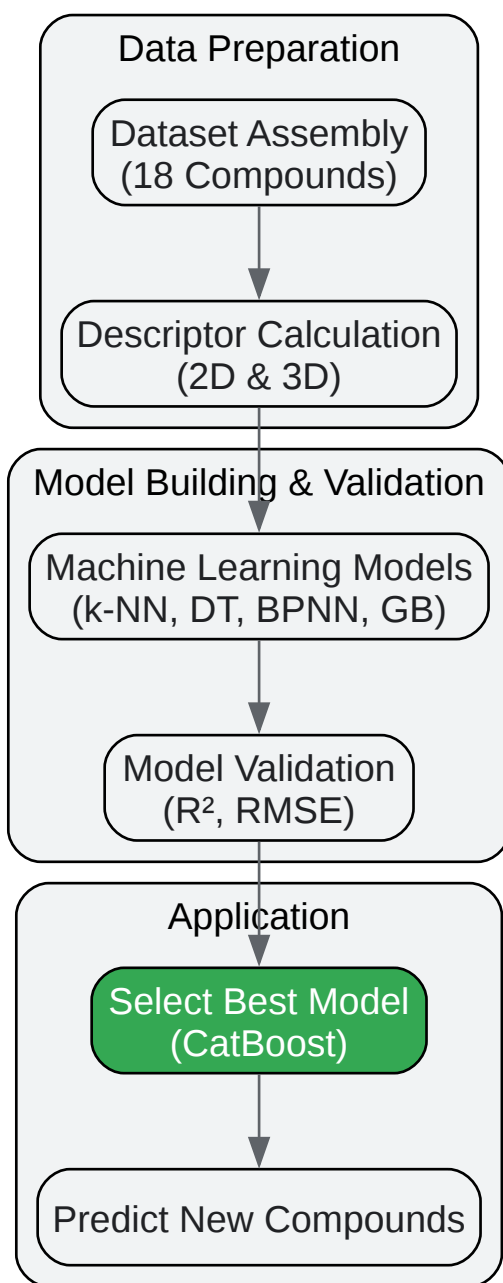 Data Preparation
Dataset Assembly
(18 Compounds)
Descriptor Calculation
(2D & 3D)
Model Building & Validation
Machine Learning Models
(k-NN, DT, BPNN, GB)
Model Validation
(R², RMSE)
Application
Select Best Model
(CatBoost)
Predict New Compounds